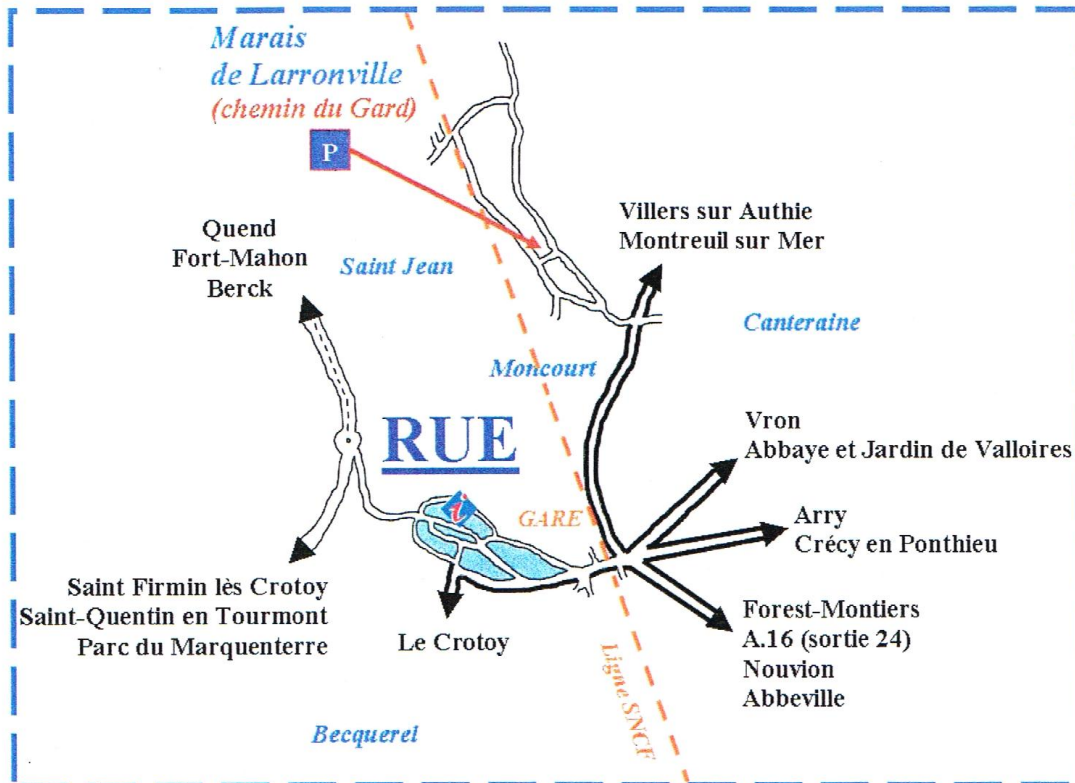 Marais
de Larronville
(chemin du Gard)
P
Villers sur Authie
Montreuil sur Mer
Quend
Fort-Mahon
Berck
Saint Jean
Canteraine
Moncourt
RUE
Vron
Abbaye et Jardin de Valloires
i
GARE
Arry
Crécy en Ponthieu
Saint Firmin lès Crotoy
Saint-Quentin en Tourmont
Parc du Marquenterre
Le Crotoy
Forest-Montiers
A.16 (sortie 24)
Nouvion
Abbeville
Ligne SNCF
Becquerel